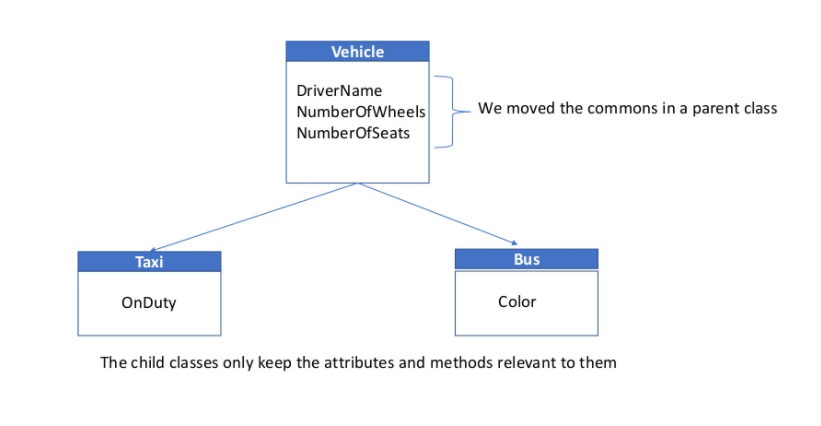 Vehicle
DriverName
NumberOfWheels
NumberOfSeats
We moved the commons in a parent class
Taxi
OnDuty
Bus
Color
The child classes only keep the attributes and methods relevant to them